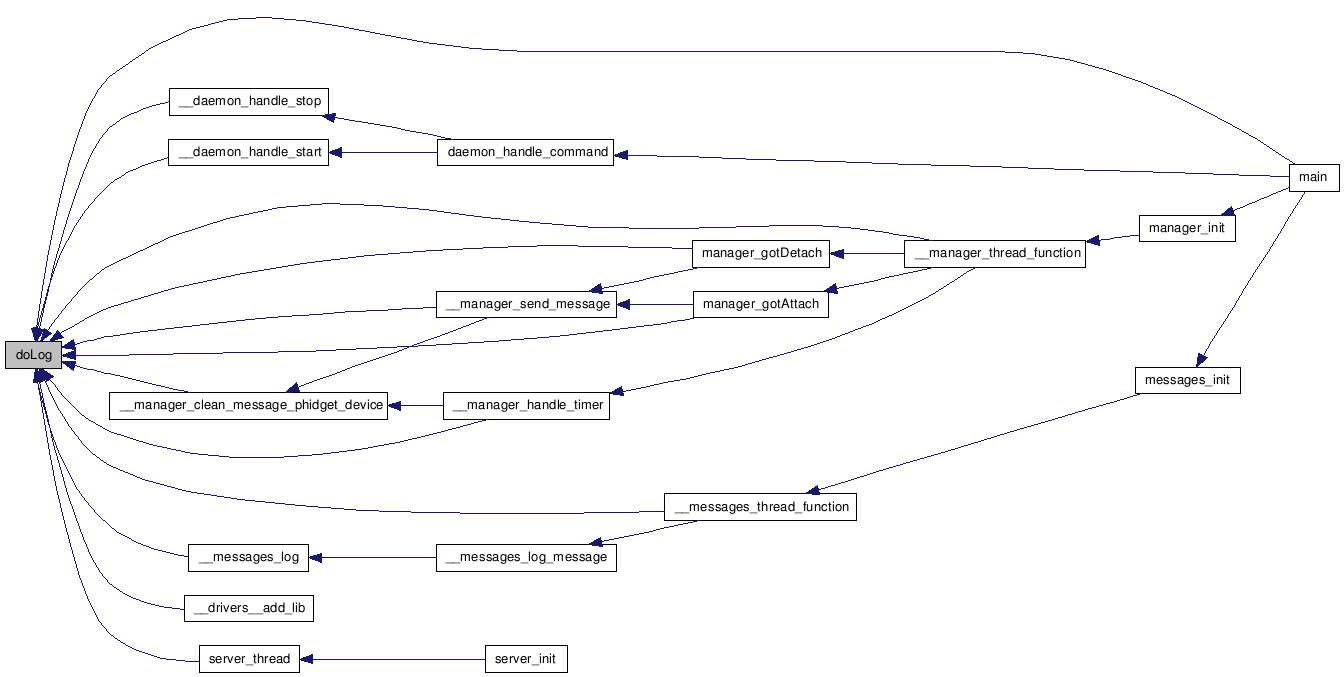 __daemon_handle_stop
__daemon_handle_start
daemon_handle_command
main
manager_init
manager_gotDetach
__manager_thread_function
__manager_send_message
manager_gotAttach
doLog
messages_init
__manager_clean_message_phidget_device
__manager_handle_timer
__messages_thread_function
__messages_log
__messages_log_message
__drivers__add_lib
server_thread
server_init